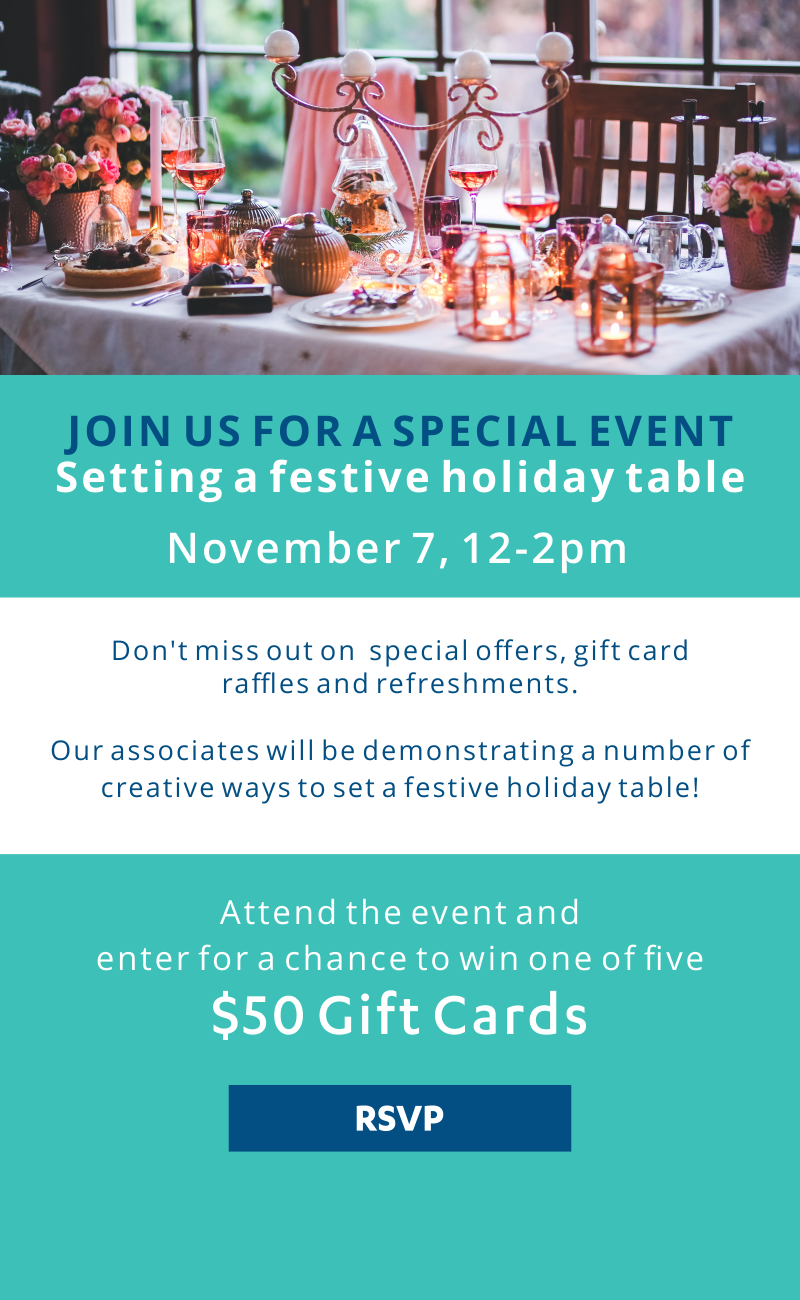 JOIN US FOR A SPECIAL EVENT
Setting a festive holiday table
November 7, 12-2pm
Don't miss out on  special offers, gift card
raffles and refreshments.
Our associates will be demonstrating a number of
creative ways to set a festive holiday table!
Attend the event and
enter for a chance to win one of five
$50 Gift Cards
RSVP